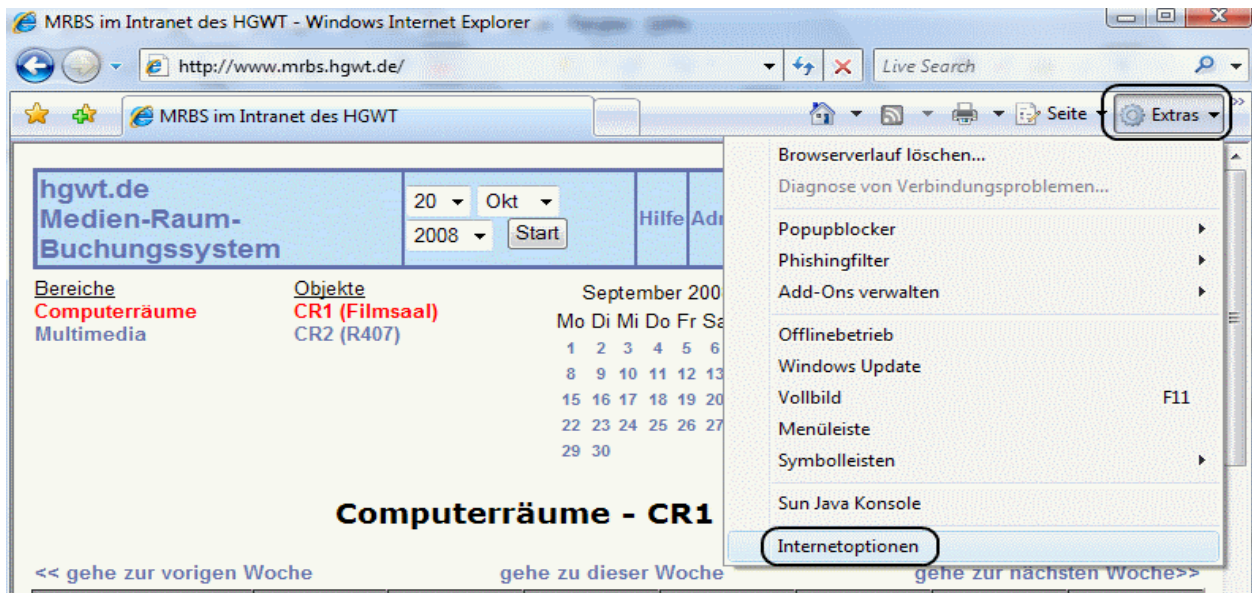 MRBS im Intranet des HGWT - Windows Internet Explorer
http://www.mrbs.hgwt.de/
Live Search
MRBS im Intranet des HGWT
Seite
Extras
hgwt.de
Medien-Raum-
Buchungssystem
20 Okt
2008 Start
Hilfe
Bereiche
Computerräume
Multimedia
Objekte
CR1 (Filmsaal)
CR2 (R407)
September
Mo Di Mi Do Fr
1 2 3 4 5 6
8 9 10 11 12 13
15 16 17 18 19 20
22 23 24 25 26 27
29 30
Browserverlauf löschen...
Diagnose von Verbindungsproblemen...
Popupblocker
Phishingfilter
Add-Ons verwalten
Offlinebetrieb
Windows Update
Vollbild F11
Menüleiste
Symbolleisten
Sun Java Konsole
Internetoptionen
Computerräume - CR1
<< gehe zur vorigen Woche
gehe zu dieser Woche
gehe zur nächsten Woche>>